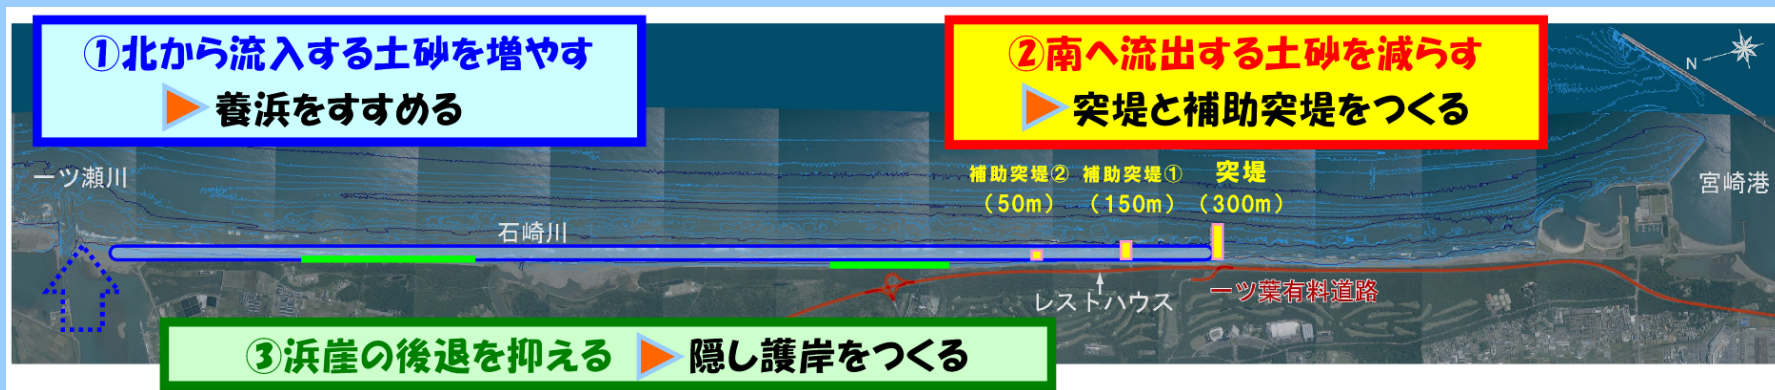 ①北から流入する土砂を増やす
養浜をすすめる
②南へ流出する土砂を減らす
突堤と補助突堤をつくる
N
一ツ瀬川
石崎川
補助突堤②
(50m)
補助突堤①
(150m)
突堤
(300m)
宮崎港
レストハウス
一ツ葉有料道路
③浜崖の後退を抑える
隠し護岸をつくる